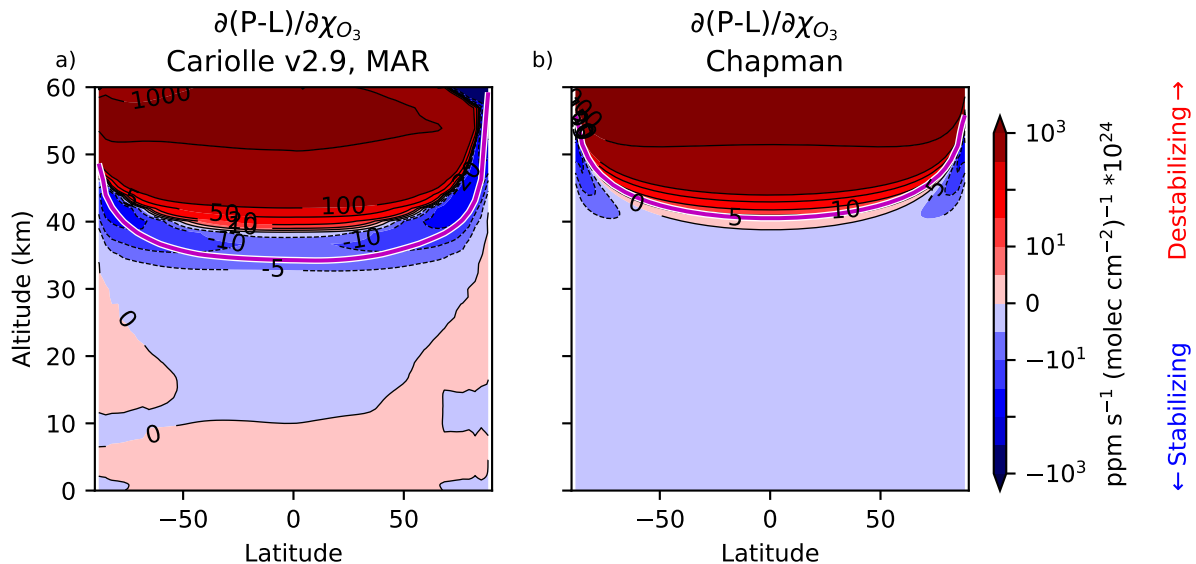 ∂(P-L)/∂χO₃
Cariolle v2.9, MAR
a)
60
50
40
30
20
10
0
Altitude (km)
−50
0
50
Latitude
1000
100
50
10
-10
-10
-5
0
0
∂(P-L)/∂χO₃
Chapman
b)
0
5
10
-5
−50
0
50
Latitude
10³
10¹
0
−10¹
−10³
ppm s⁻¹ (molec cm⁻²)⁻¹ *10²⁴
← Stabilizing
Destabilizing →